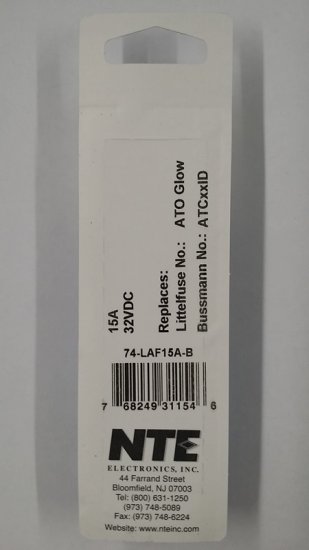 15A
32VDC
Replaces:
Littelfuse No.: ATO Glow
Bussmann No.: ATCxxID
74-LAF15A-B
7 68249 31154 6
NTE
ELECTRONICS, INC.
44 Farrand Street
Bloomfield, NJ 07003
Tel: (800) 631-1250
(973) 748-5089
Fax: (973) 748-6224
Website: www.nteinc.com